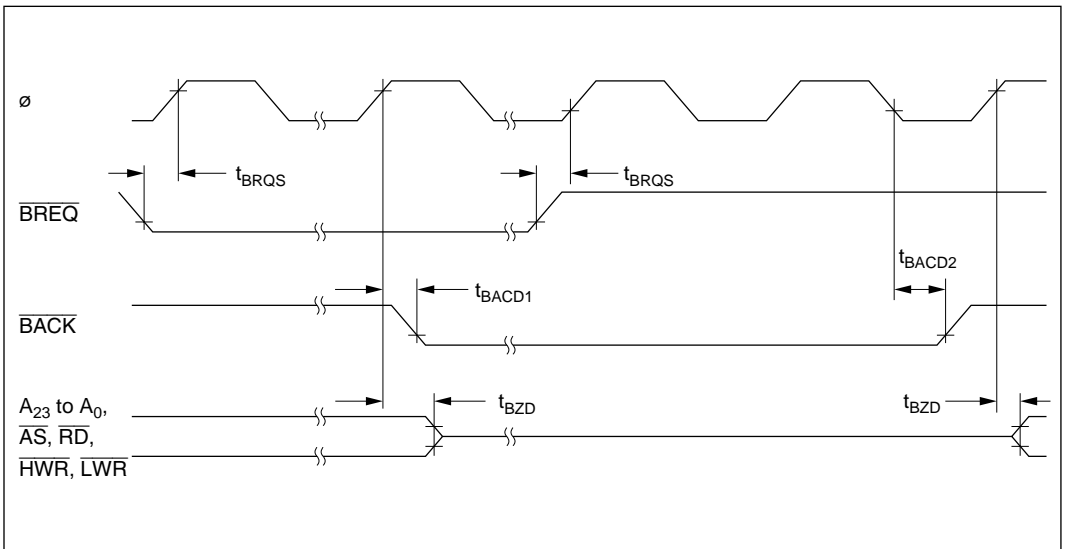 ø
tBRQS tBRQS
BREQ
tBACD2
tBACD1
BACK
A23 to A0,
tBZD tBZD
AS, RD,
HWR, LWR